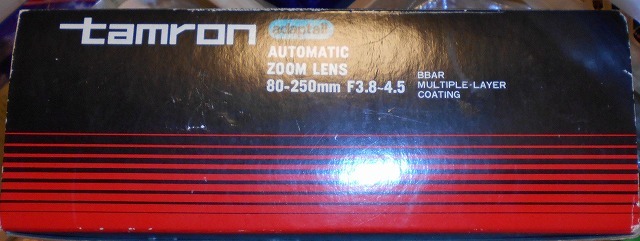 tamron
adaptall
AUTOMATIC
ZOOM LENS
80-250mm F3.8~4.5
BBAR
MULTIPLE-LAYER
COATING